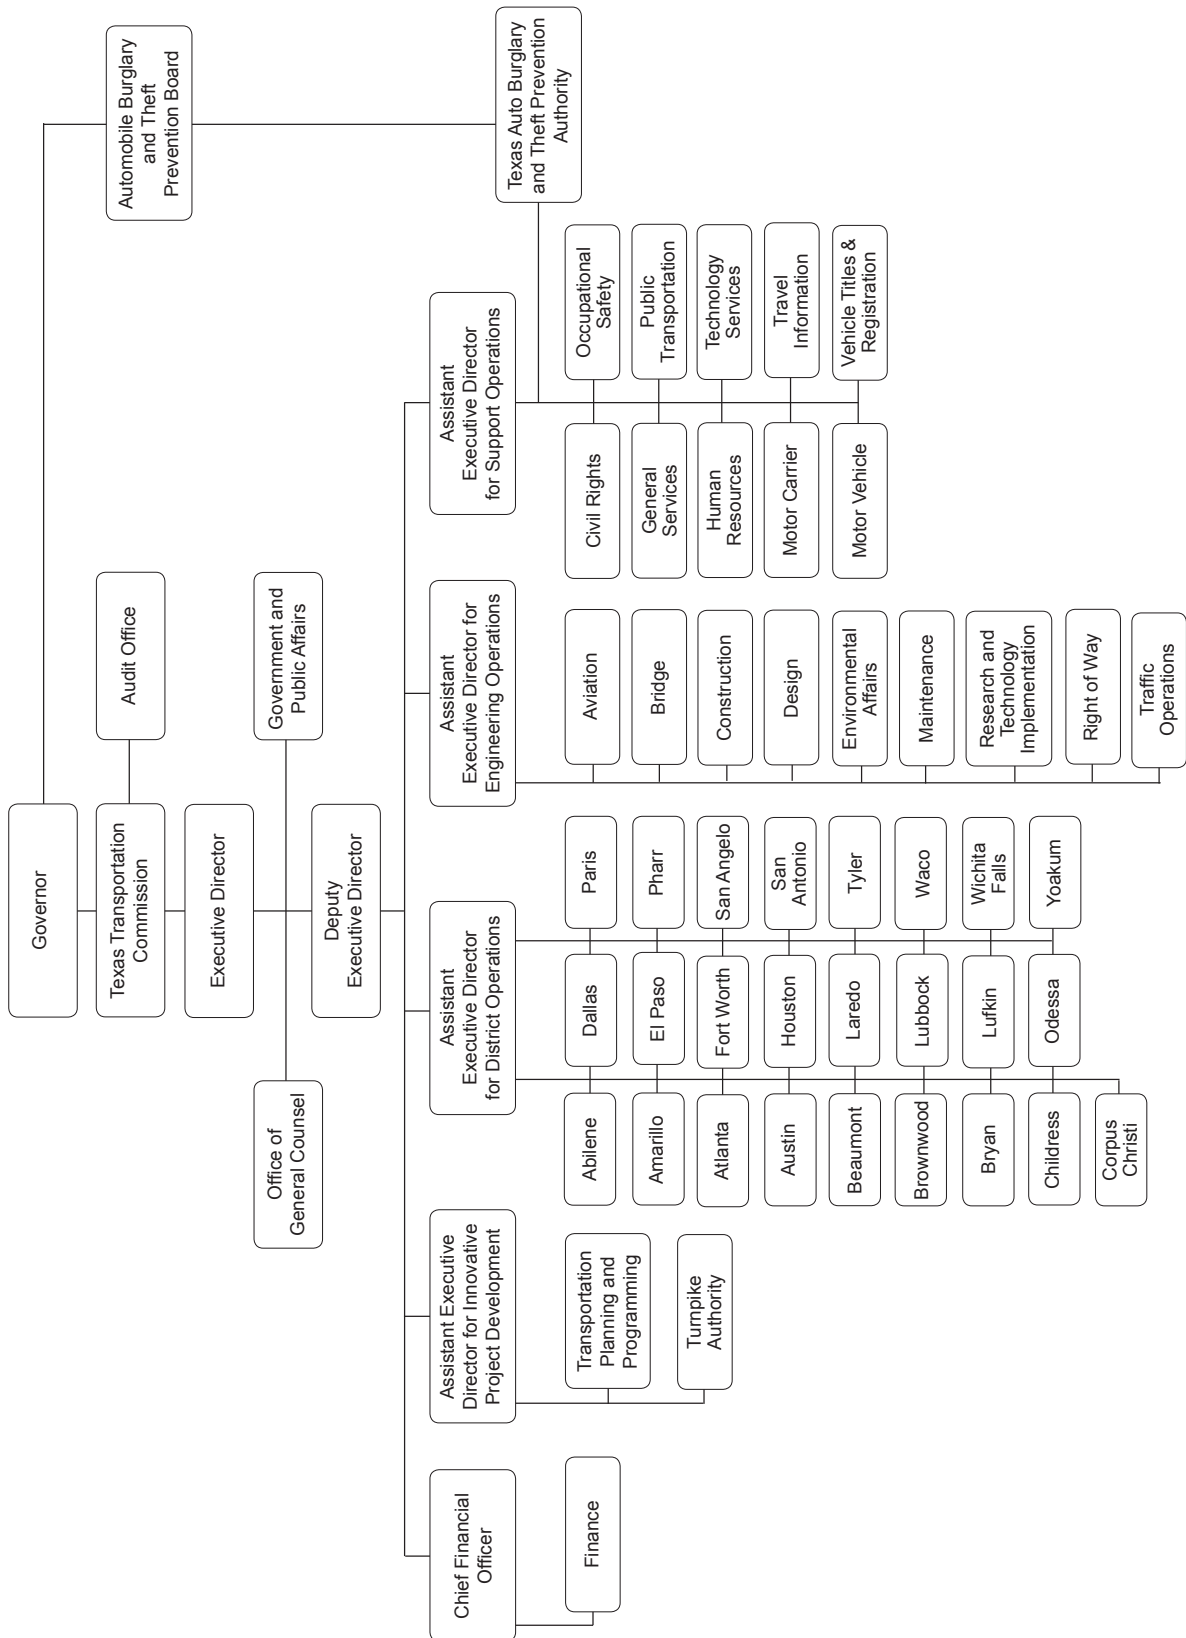 Governor
Automobile Burglary
and Theft
Prevention Board
Texas Transportation
Commission
Audit Office
Executive Director
Office of
General Counsel
Government and
Public Affairs
Deputy
Executive Director
Chief Financial
Officer
Assistant Executive
Director for Innovative
Project Development
Assistant
Executive Director
for District Operations
Assistant
Executive Director for
Engineering Operations
Assistant
Executive Director
for Support Operations
Texas Auto Burglary
and Theft Prevention
Authority
Finance
Transportation
Planning and
Programming
Turnpike
Authority
Abilene
Amarillo
Atlanta
Austin
Beaumont
Brownwood
Bryan
Childress
Corpus
Christi
Dallas
El Paso
Fort Worth
Houston
Laredo
Lubbock
Lufkin
Odessa
Paris
Pharr
San Angelo
San
Antonio
Tyler
Waco
Wichita
Falls
Yoakum
Aviation
Bridge
Construction
Design
Environmental
Affairs
Maintenance
Research and
Technology
Implementation
Right of Way
Traffic
Operations
Civil Rights
General
Services
Human
Resources
Motor Carrier
Motor Vehicle
Occupational
Safety
Public
Transportation
Technology
Services
Travel
Information
Vehicle Titles &
Registration